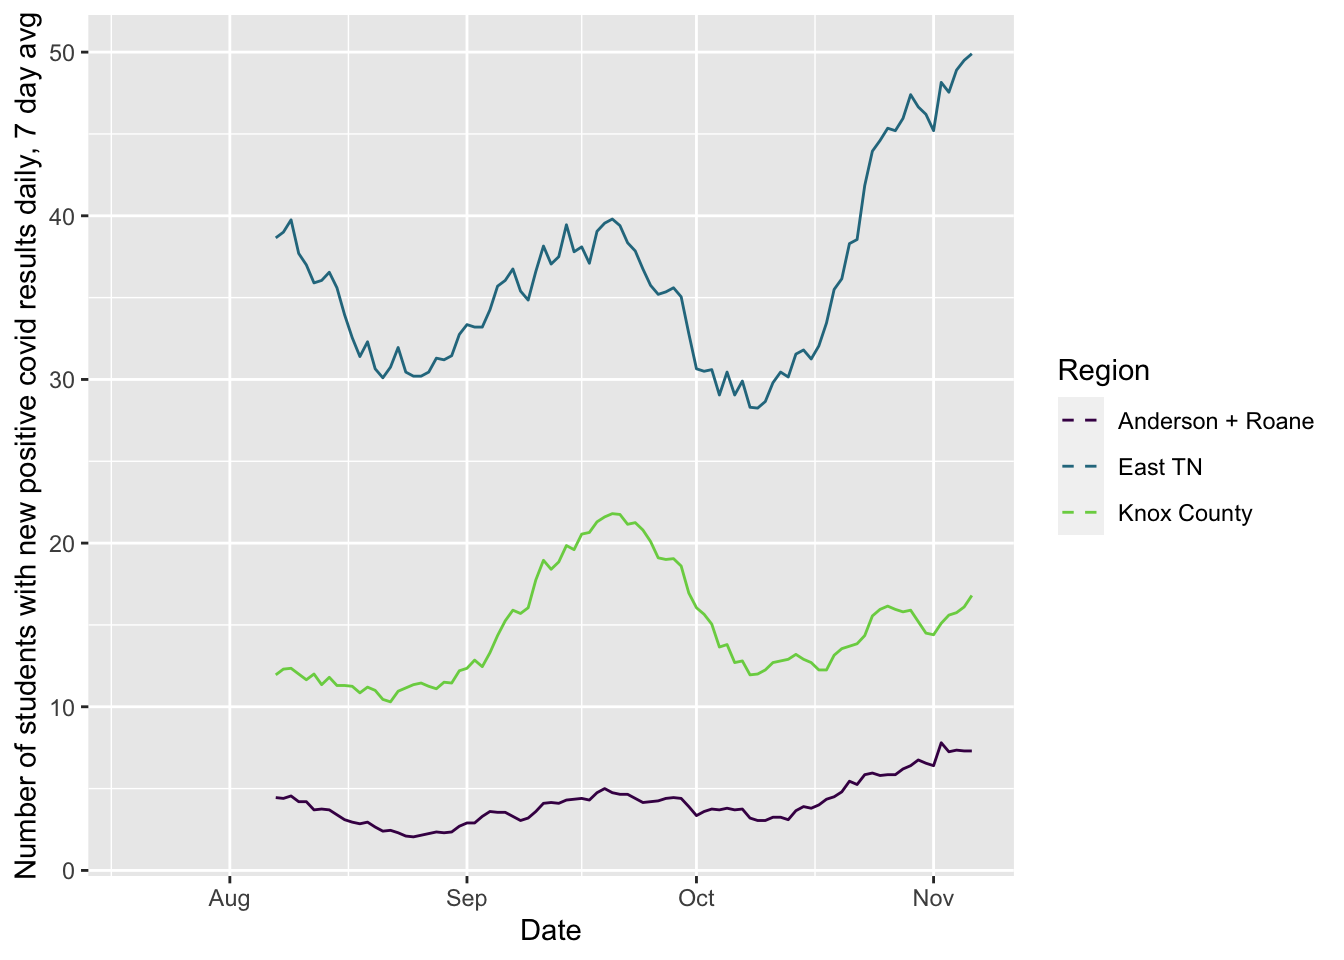 Number of students with new positive covid results daily, 7 day avg
50
40
30
20
10
0
Aug
Sep
Oct
Nov
Date
Region
Anderson + Roane
East TN
Knox County